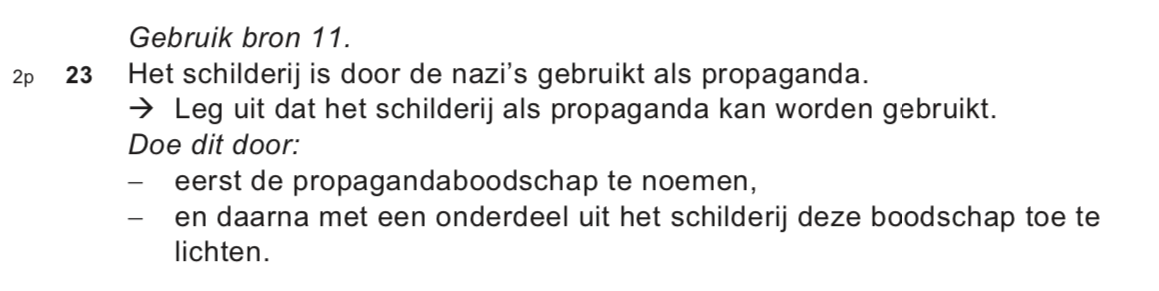 Gebruik bron 11.
2p 23 Het schilderij is door de nazi's gebruikt als propaganda.
→ Leg uit dat het schilderij als propaganda kan worden gebruikt.
Doe dit door:
– eerst de propagandaboodschap te noemen,
– en daarna met een onderdeel uit het schilderij deze boodschap toe te
lichten.